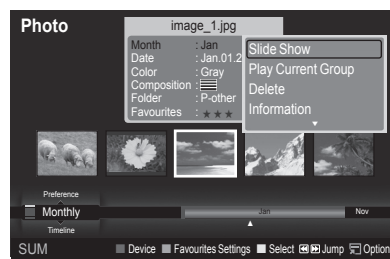 Photo
image_1.jpg
Month : Jan
Date : Jan.01.2
Color : Gray
Composition :
Folder : P-other
Favourites : ★★★
Slide Show
Play Current Group
Delete
Information
Preference
Monthly
Timeline
Jan
Nov
SUM
Device
Favourites Settings
Select
Jump
Option